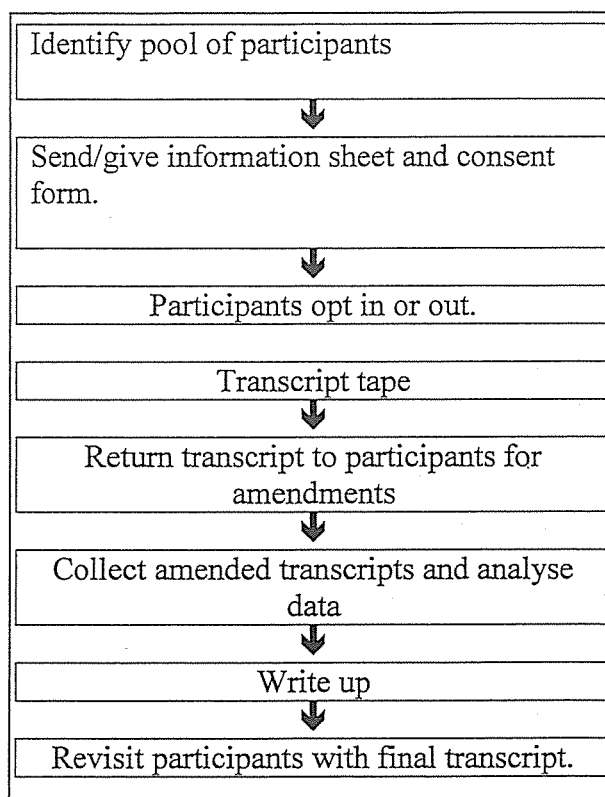 Identify pool of participants
Send/give information sheet and consent
form.
Participants opt in or out.
Transcript tape
Return transcript to participants for
amendments
Collect amended transcripts and analyse
data
Write up
Revisit participants with final transcript.